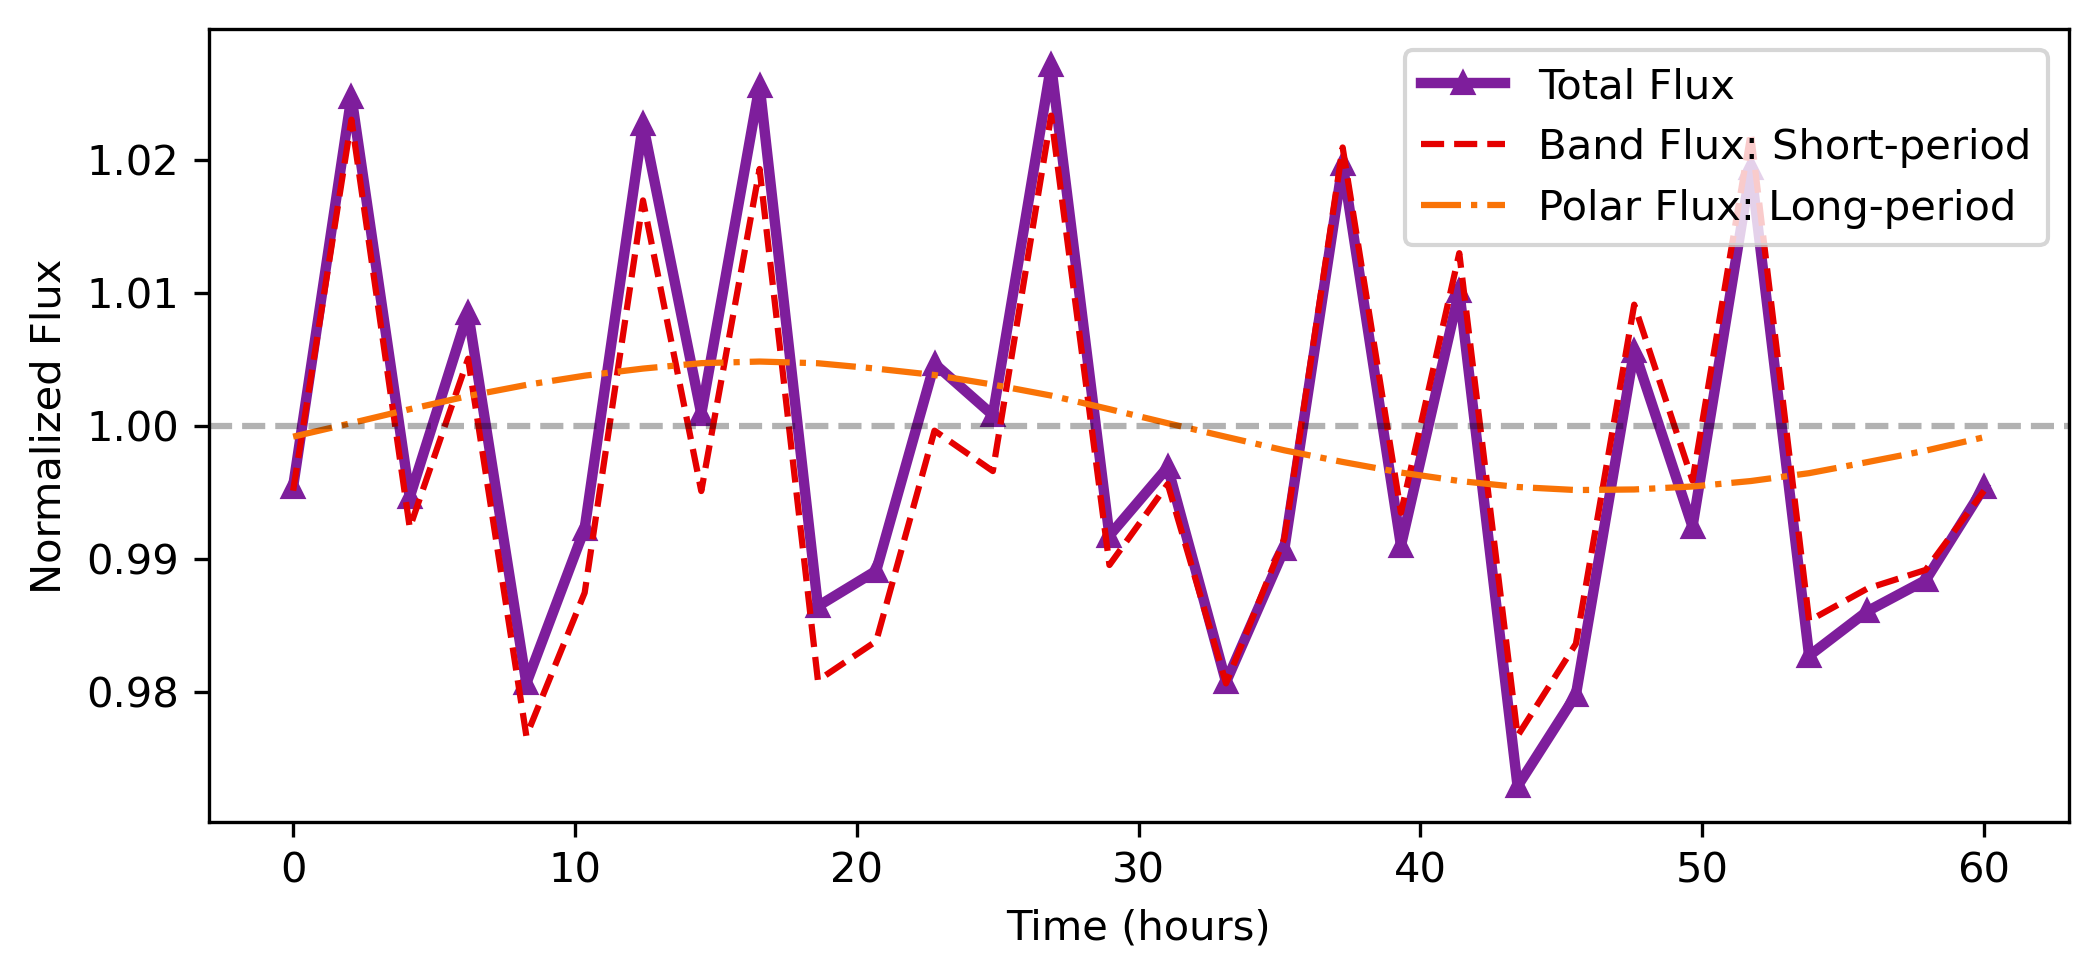 Normalized Flux
1.02
1.01
1.00
0.99
0.98
Total Flux
Band Flux: Short-period
Polar Flux: Long-period
0 10 20 30 40 50 60
Time (hours)